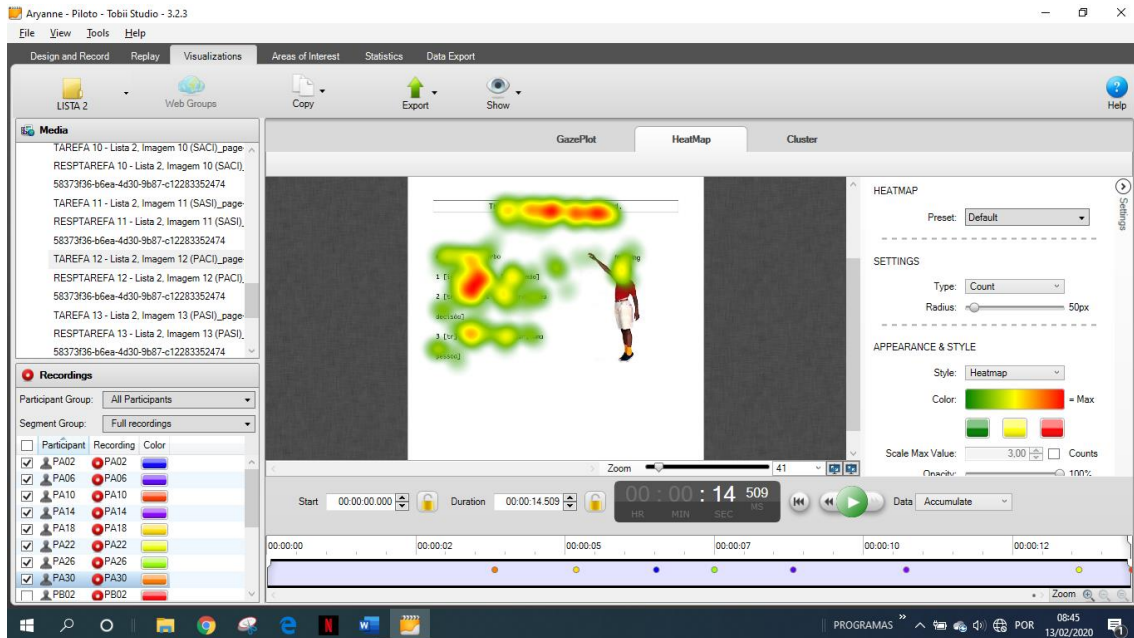 Aryanne - Piloto - Tobii Studio - 3.2.3
File View Tools Help
Design and Record Replay Visualizations Areas of Interest Statistics Data Export
LISTA 2 Web Groups Copy Export Show Help
Media
TAREFA 10 - Lista 2, Imagem 10 (SACI)_page-
RESPTAREFA 10 - Lista 2, Imagem 10 (SACI)_
58373f36-b6ea-4d30-9b87-c12283352474
TAREFA 11 - Lista 2, Imagem 11 (SASI)_page-
RESPTAREFA 11 - Lista 2, Imagem 11 (SASI)_
58373f36-b6ea-4d30-9b87-c12283352474
TAREFA 12 - Lista 2, Imagem 12 (PACI)_page-
RESPTAREFA 12 - Lista 2, Imagem 12 (PACI)_
58373f36-b6ea-4d30-9b87-c12283352474
TAREFA 13 - Lista 2, Imagem 13 (PASI)_page-
RESPTAREFA 13 - Lista 2, Imagem 13 (PASI)_
58373f36-b6ea-4d30-9b87-c12283352474
Recordings
Participant Group: All Participants
Segment Group: Full recordings
Participant Recording Color
PA02 PA02
PA06 PA06
PA10 PA10
PA14 PA14
PA18 PA18
PA22 PA22
PA26 PA26
PA30 PA30
PB02 PB02
GazePlot HeatMap Cluster
1
2
3
HEATMAP
Preset: Default
SETTINGS
Type: Count
Radius: 50px
APPEARANCE & STYLE
Style: Heatmap
Color: = Max
Scale Max Value: 3,00 Counts
Opacity: 100%
Settings
Zoom 41
Start 00:00:00.000 Duration 00:00:14.509 00 : 00 : 14 509 Data Accumulate
HR MIN SEC MS
00:00:00 00:00:02 00:00:05 00:00:07 00:00:10 00:00:12
Zoom
PROGRAMAS POR 08:45
13/02/2020